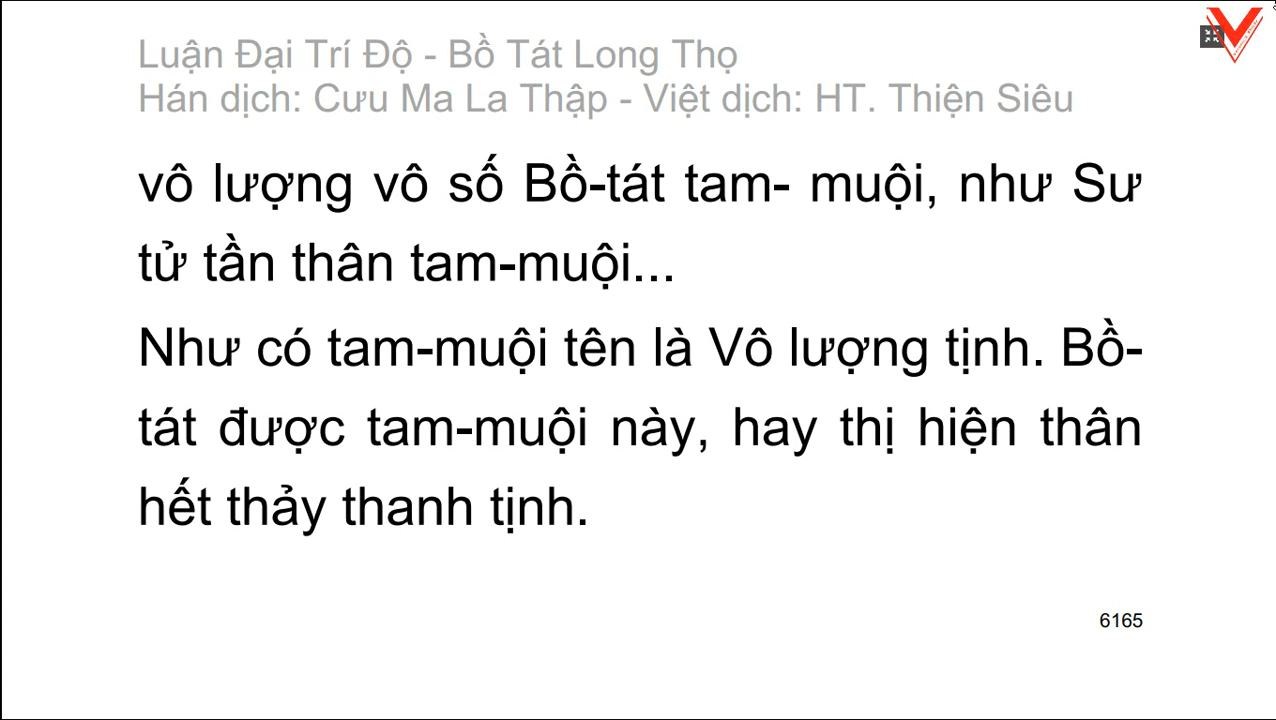 Luận Đại Trí Độ - Bồ Tát Long Thọ
Hán dịch: Cưu Ma La Thập - Việt dịch: HT. Thiện Siêu
vô lượng vô số Bồ-tát tam- muội, như Sư
tử tần thân tam-muội...
Như có tam-muội tên là Vô lượng tịnh. Bồ-
tát được tam-muội này, hay thị hiện thân
hết thảy thanh tịnh.
6165